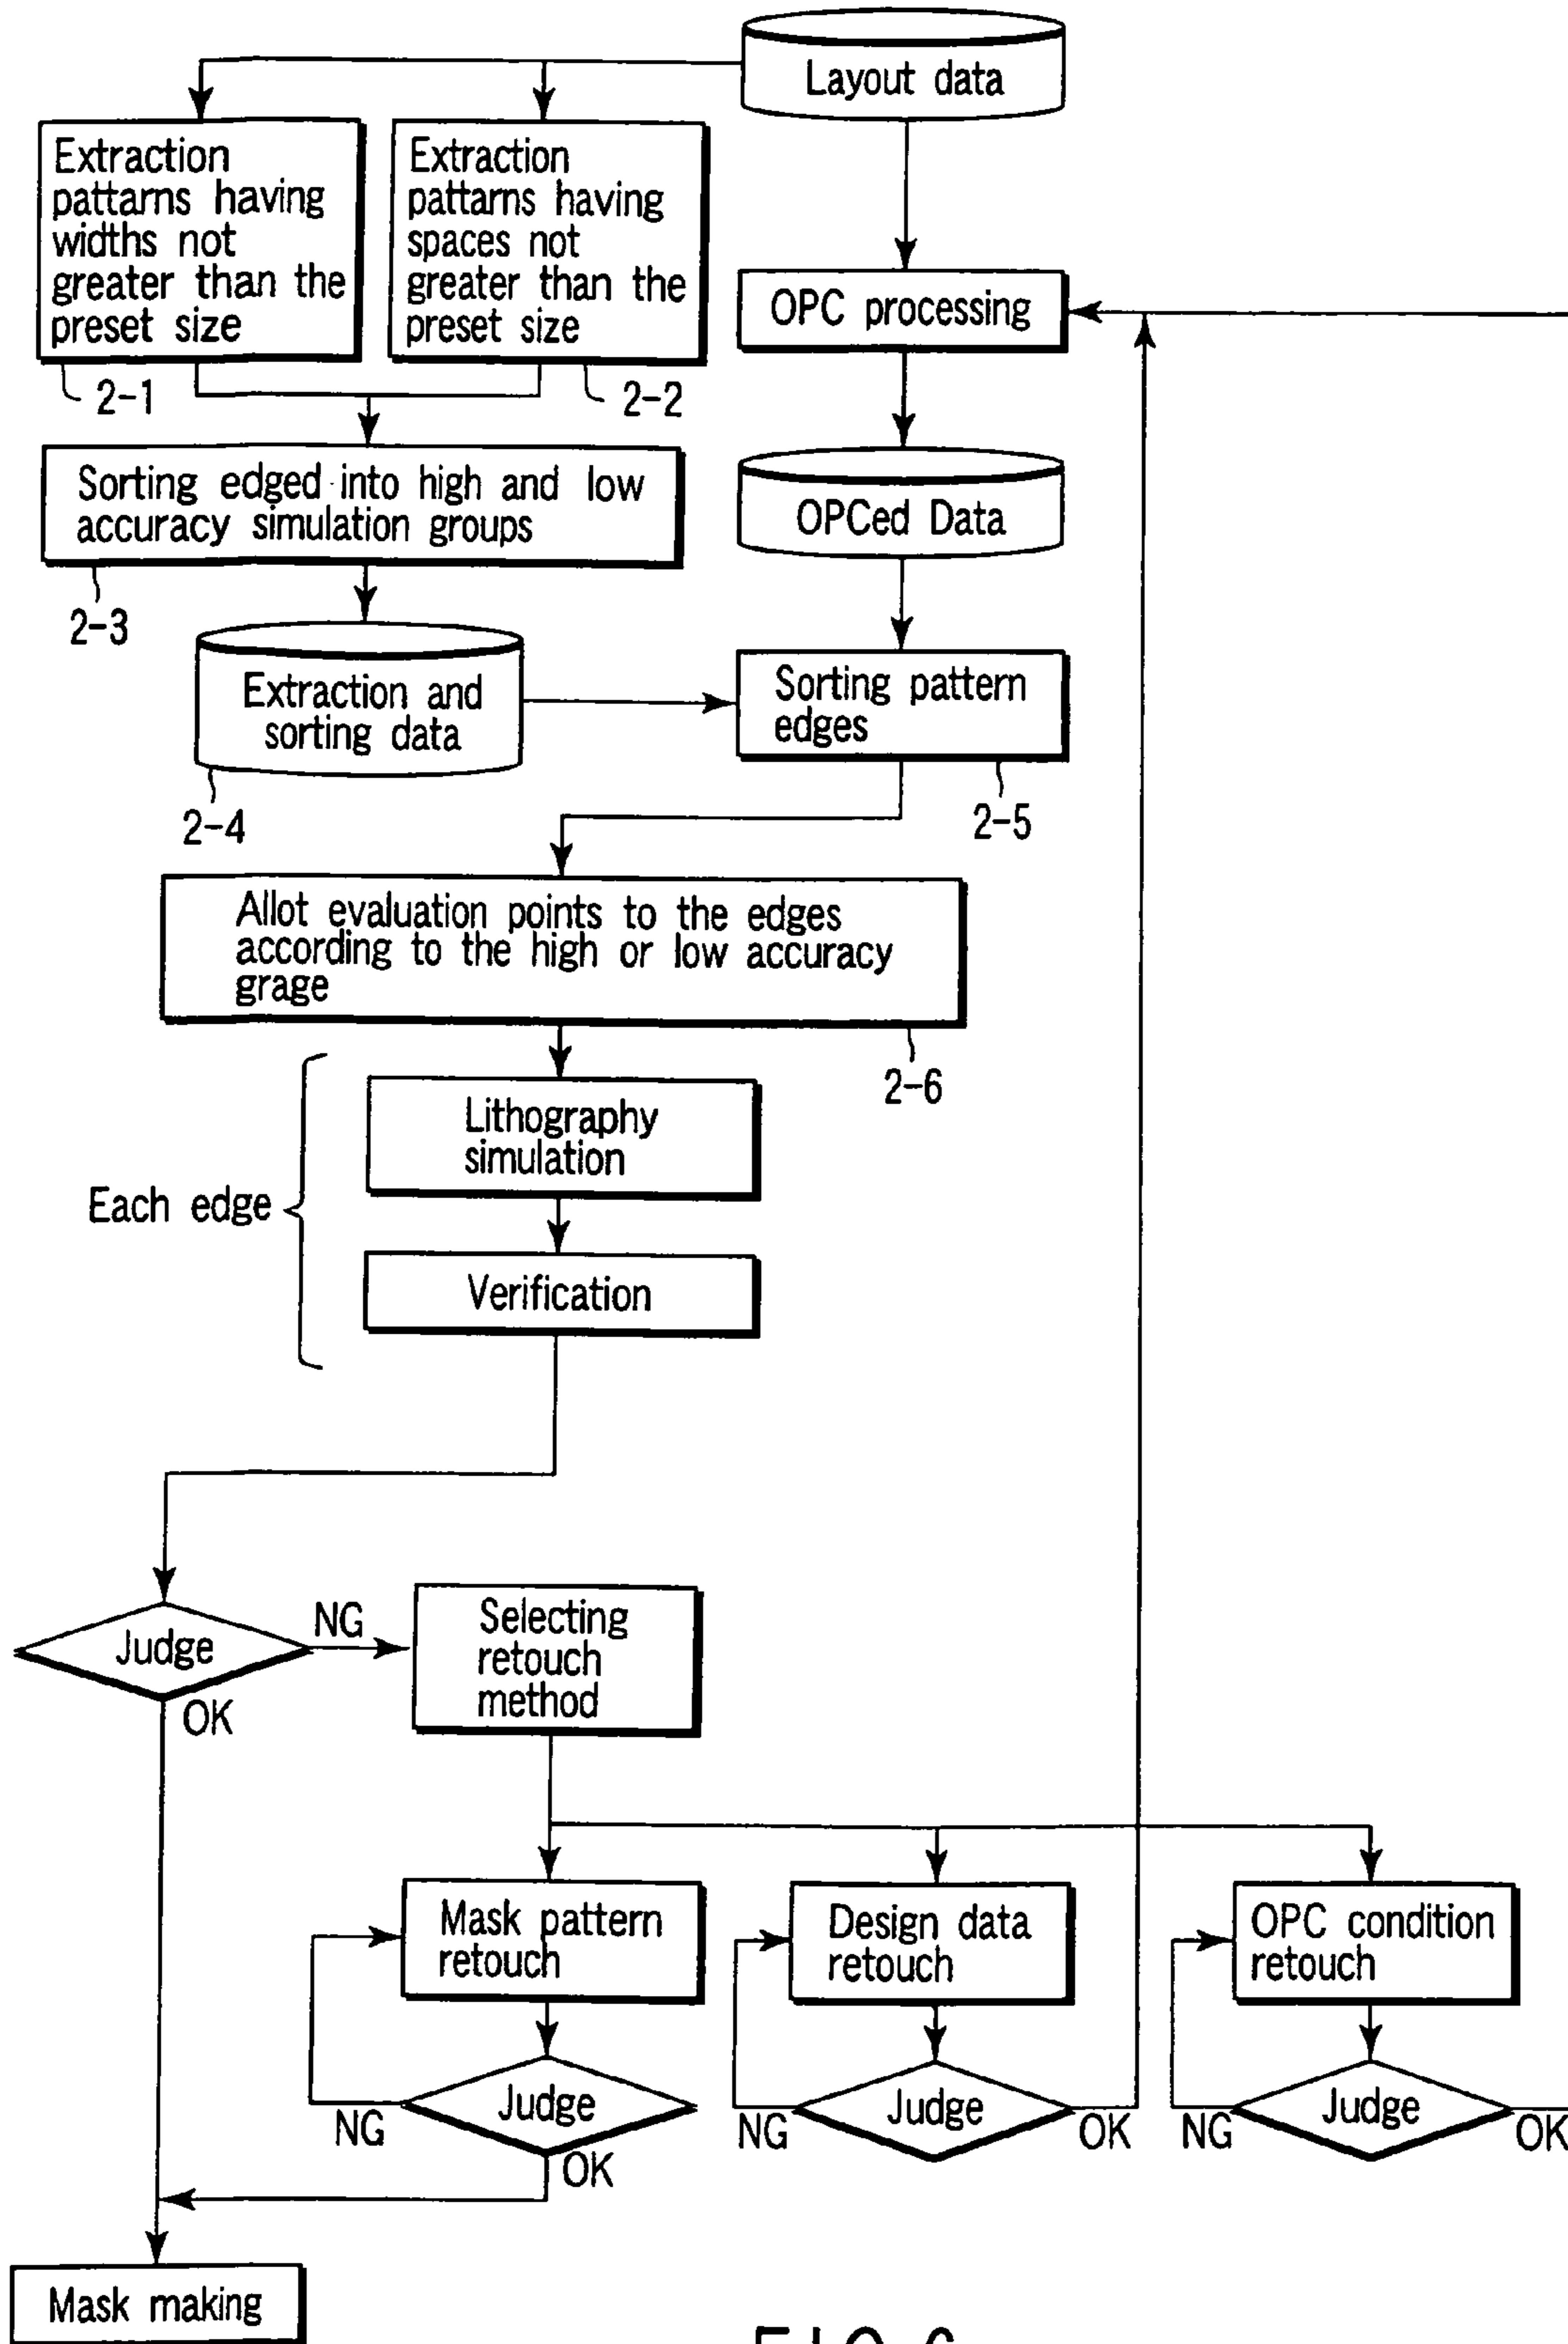 Layout data
Extraction
pattarns having
widths not
greater than the
preset size
Extraction
pattarns having
spaces not
greater than the
preset size
OPC processing
2-1
2-2
Sorting edged into high and low
accuracy simulation groups
OPCed Data
2-3
Extraction and
sorting data
Sorting pattern
edges
2-4
2-5
Allot evaluation points to the edges
according to the high or low accuracy
grage
2-6
Lithography
simulation
Each edge
Verification
Judge
NG
OK
Selecting
retouch
method
Mask pattern
retouch
Design data
retouch
OPC condition
retouch
Judge
NG
OK
Judge
NG
OK
Judge
NG
OK
Mask making